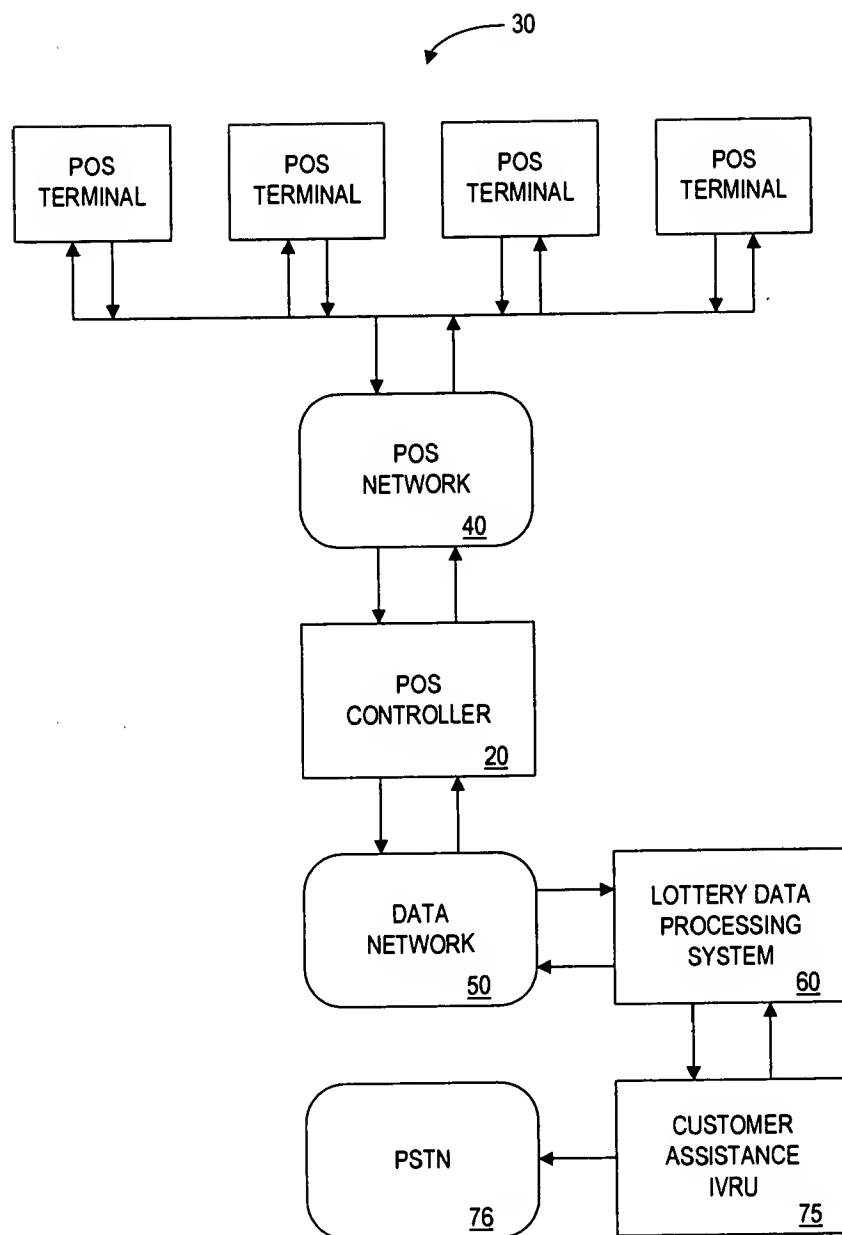 30
POS
TERMINAL
POS
TERMINAL
POS
TERMINAL
POS
TERMINAL
POS
NETWORK
40
POS
CONTROLLER
20
DATA
NETWORK
50
LOTTERY DATA
PROCESSING
SYSTEM
60
PSTN
76
CUSTOMER
ASSISTANCE
IVRU
75